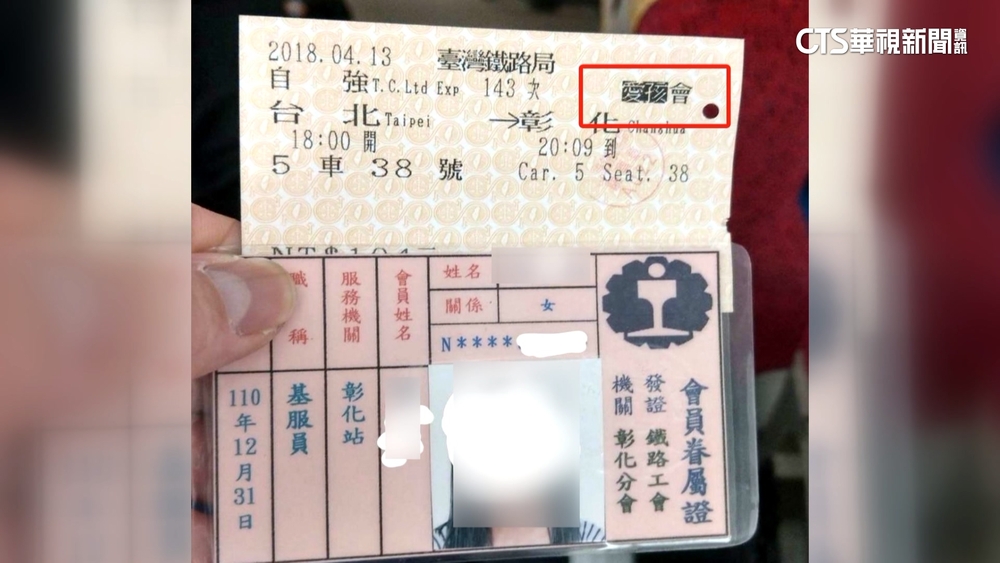 CTS華視新聞資訊
2018.04.13 臺灣鐵路局
自 強 T.C.Ltd Exp 143 次 愛孩會
台 北 Taipei →彰 化 Changhua
18:00 開 20:09 到
5 車 38 號 Car. 5 Seat. 38
會員眷屬證
發證 鐵路工會
機關 彰化分會
姓名
關係 女
N****
會員姓名
服務機關 彰化站
職稱 基服員
110年12月31日